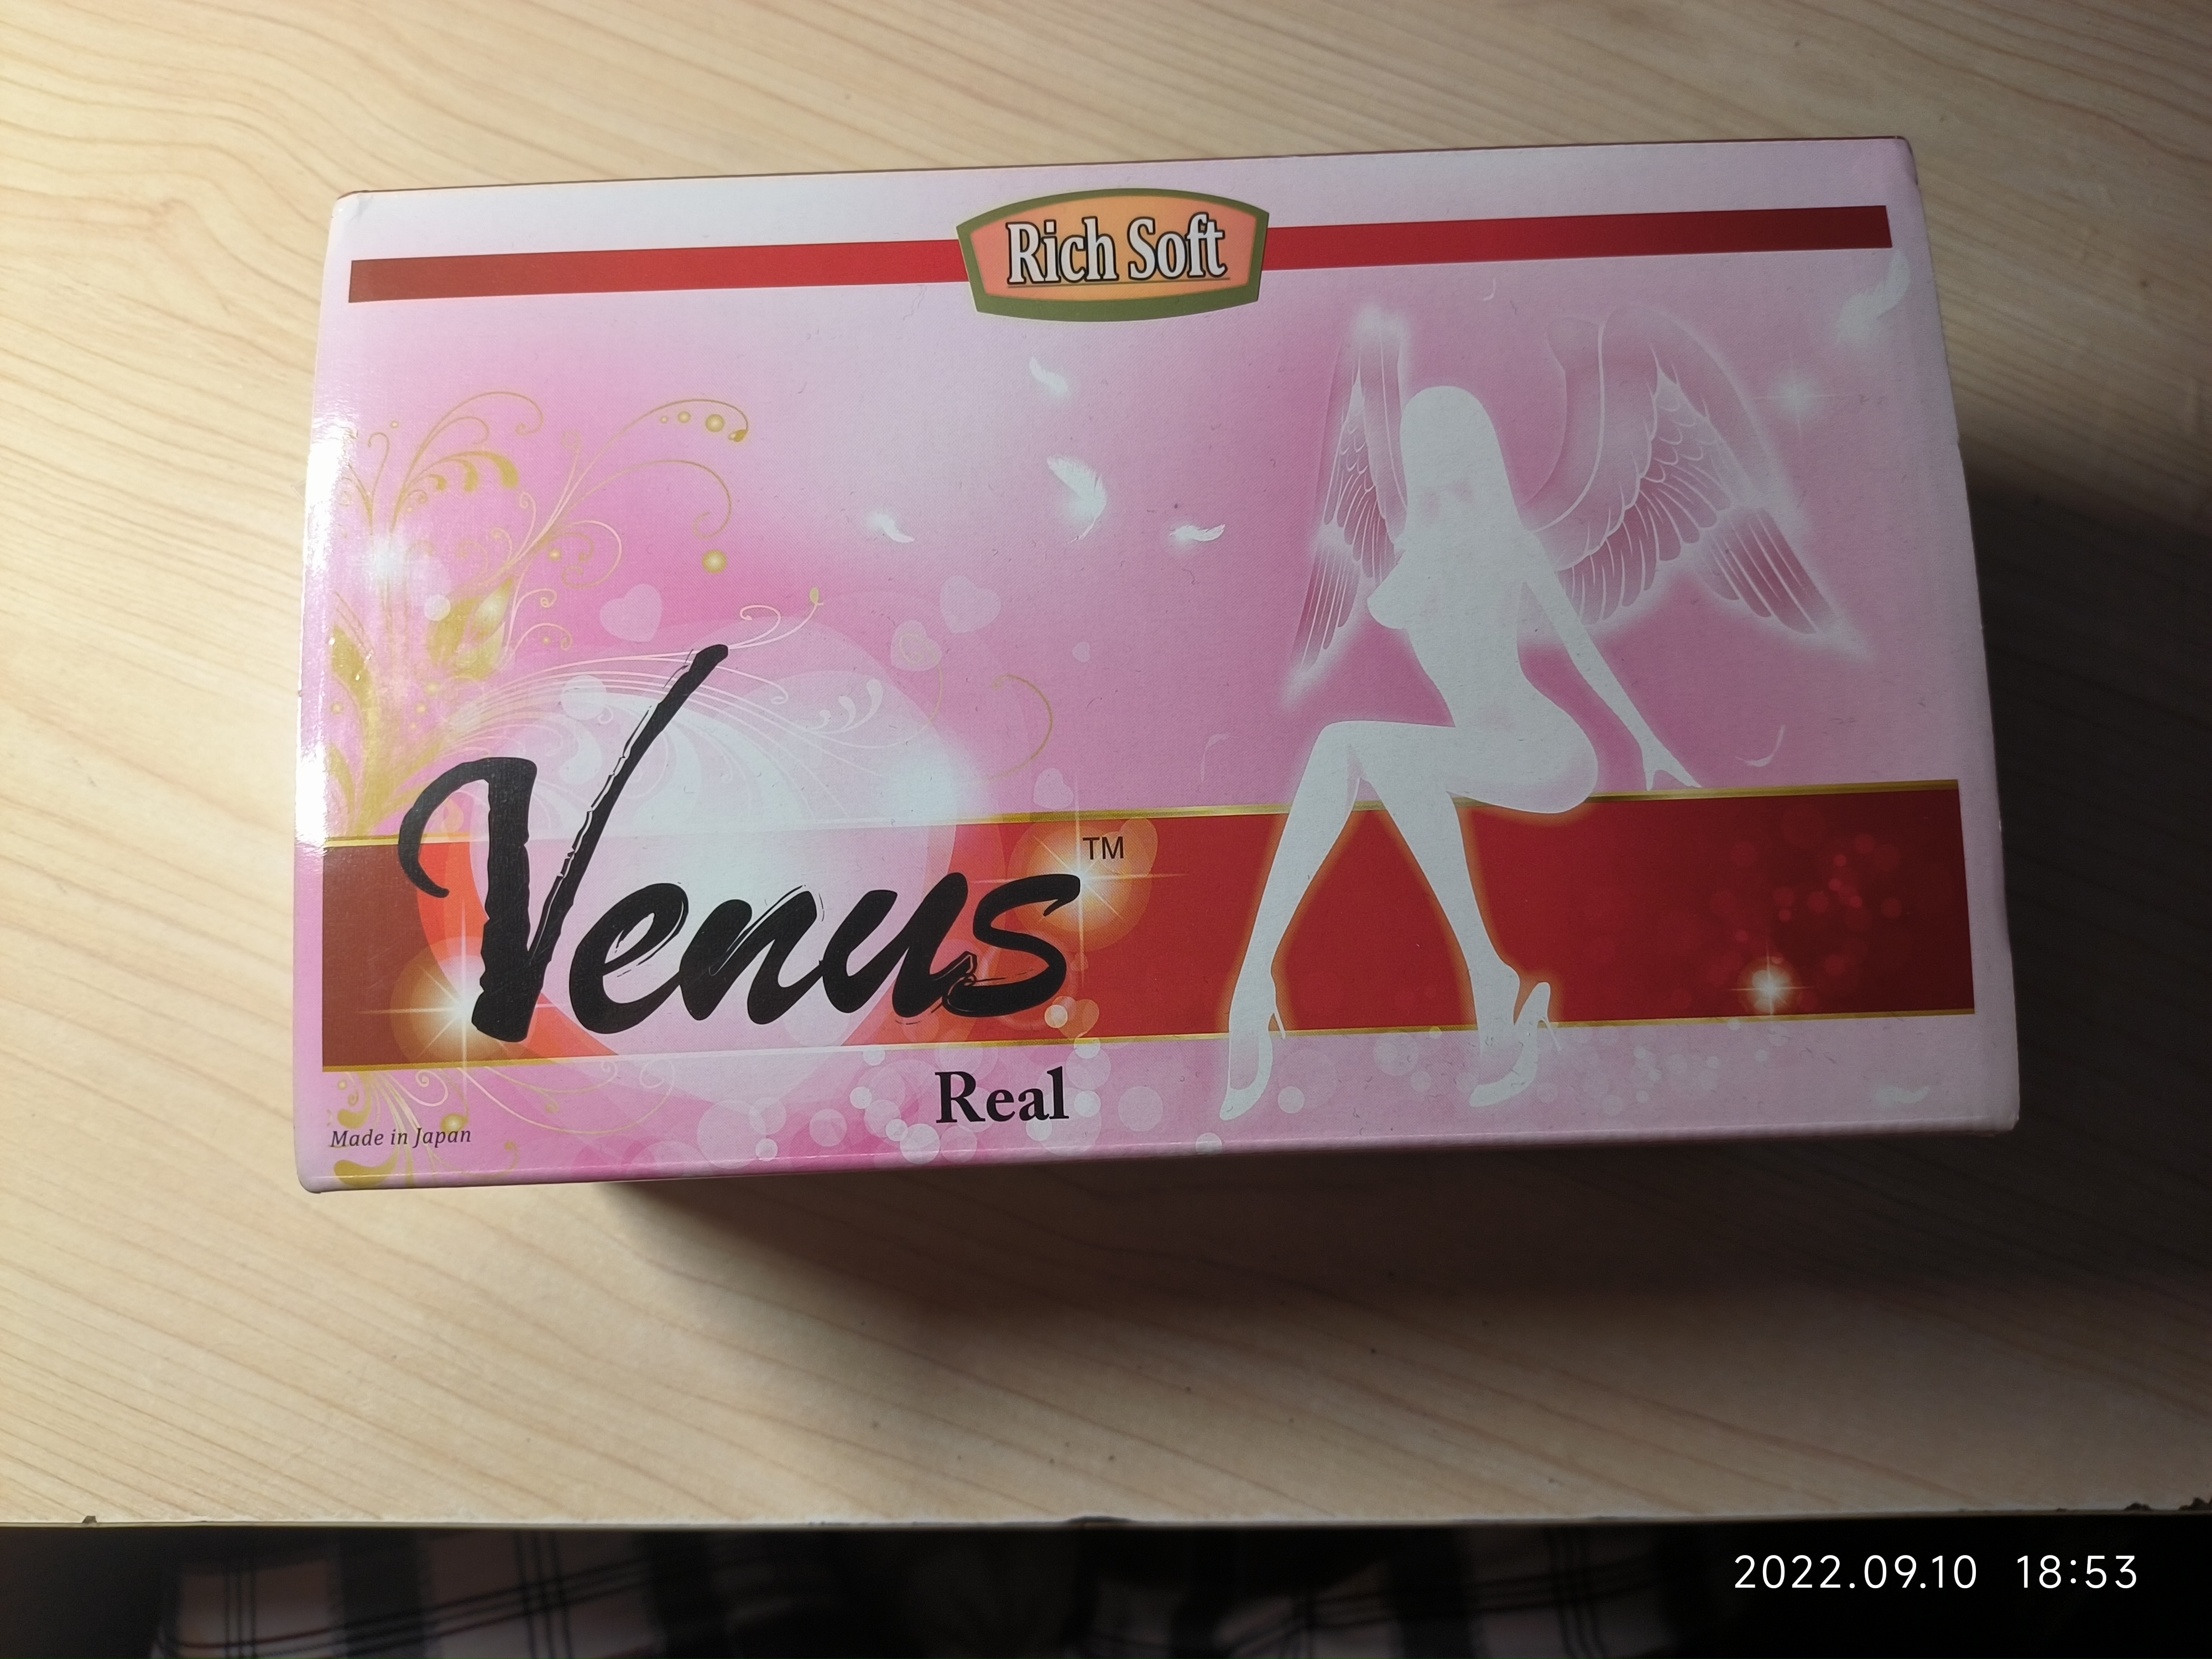 Rich Soft
Venus™
Real
Made in Japan
2022.09.10 18:53